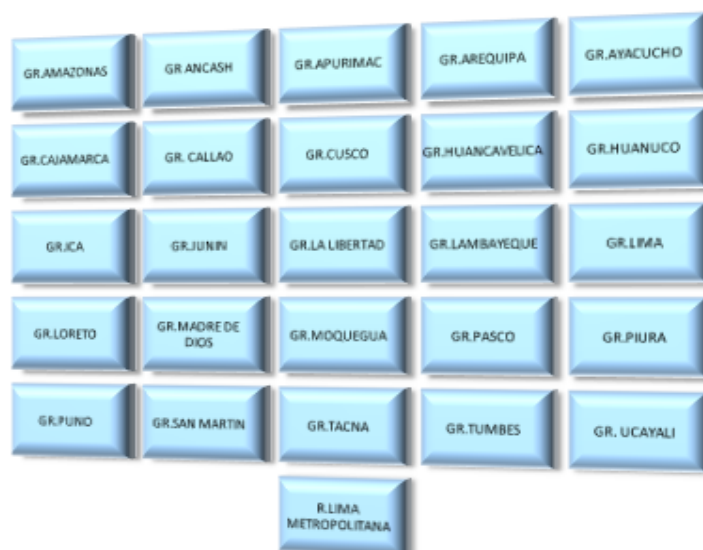 GR.AMAZONAS
GR ANCASH
GR.APURIMAC
GR.AREQUIPA
GR.AYACUCHO
GR.CAJAMARCA
GR. CALLAO
GR.CUSCO
GR.HUANCAVELICA
GR.HUANUCO
GR.ICA
GR.JUNIN
GR.LA LIBERTAD
GR.LAMBAYEQUE
GR.LIMA
GR.LORETO
GR.MADRE DE
DIOS
GR.MOQUEGUA
GR.PASCO
GR.PIURA
GR.PUNO
GR.SAN MARTIN
GR.TACNA
GR.TUMBES
GR. UCAYALI
R.LIMA
METROPOLITANA